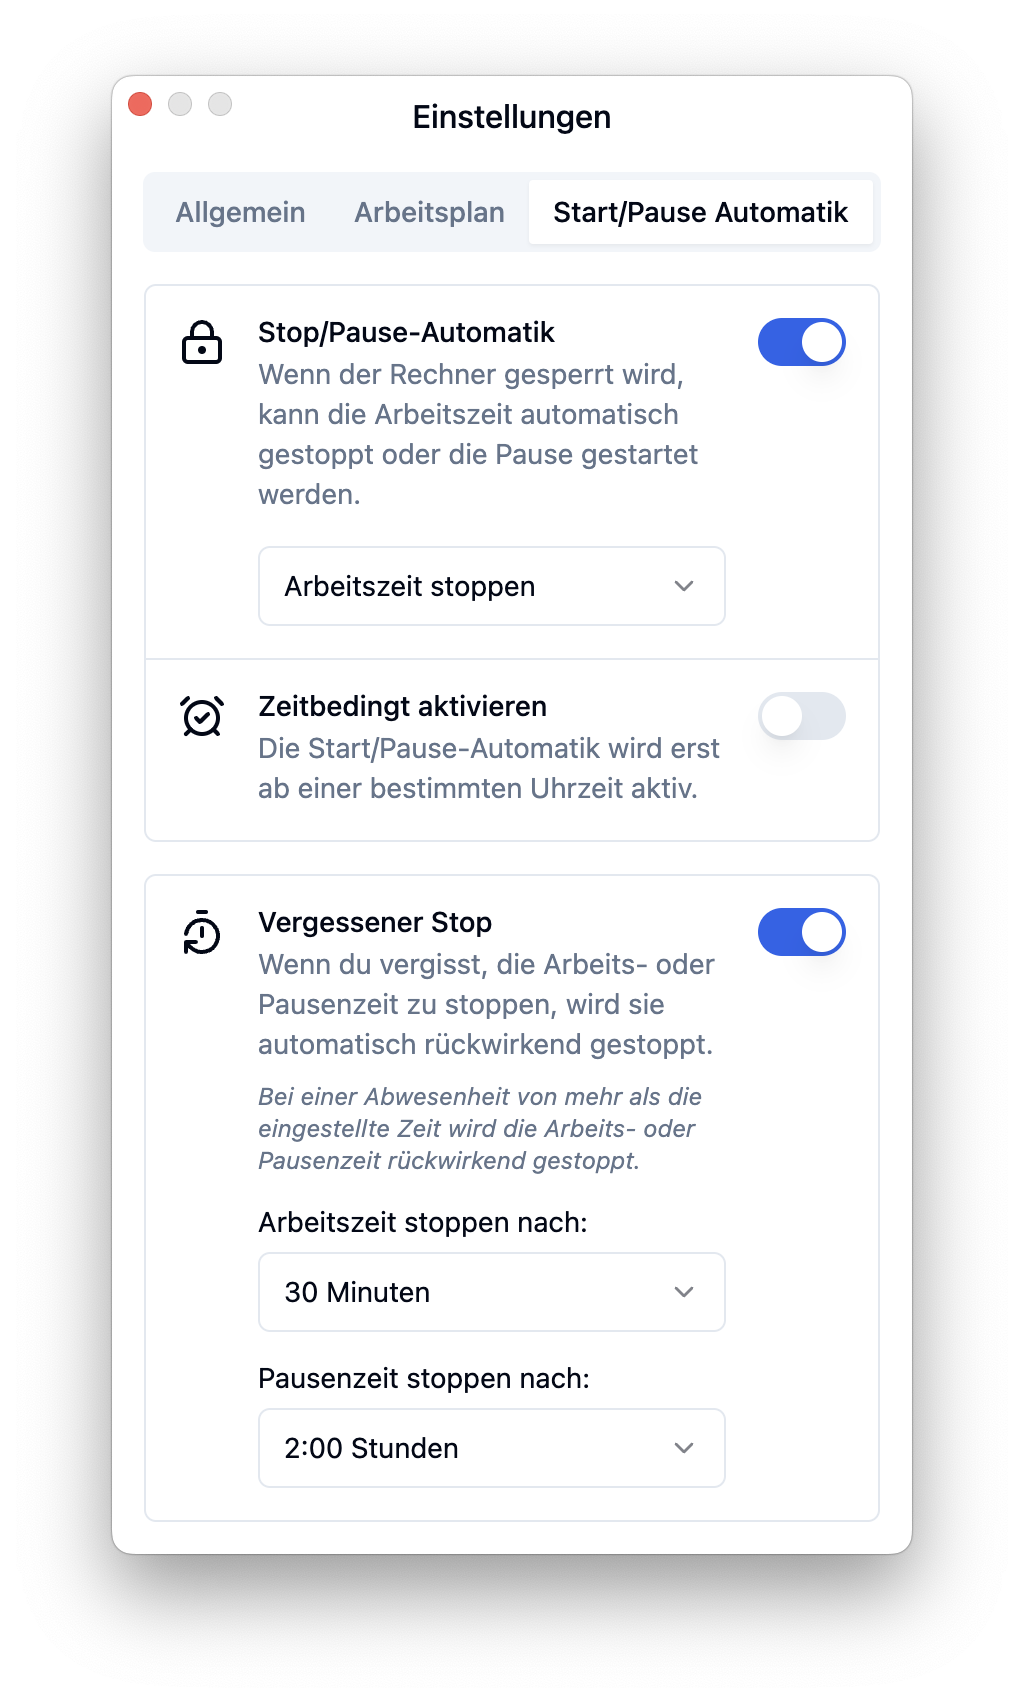 Einstellungen
Allgemein
Arbeitsplan
Start/Pause Automatik
Stop/Pause-Automatik
Wenn der Rechner gesperrt wird,
kann die Arbeitszeit automatisch
gestoppt oder die Pause gestartet
werden.
Arbeitszeit stoppen
Zeitbedingt aktivieren
Die Start/Pause-Automatik wird erst
ab einer bestimmten Uhrzeit aktiv.
Vergessener Stop
Wenn du vergisst, die Arbeits- oder
Pausenzeit zu stoppen, wird sie
automatisch rückwirkend gestoppt.
Bei einer Abwesenheit von mehr als die
eingestellte Zeit wird die Arbeits- oder
Pausenzeit rückwirkend gestoppt.
Arbeitszeit stoppen nach:
30 Minuten
Pausenzeit stoppen nach:
2:00 Stunden